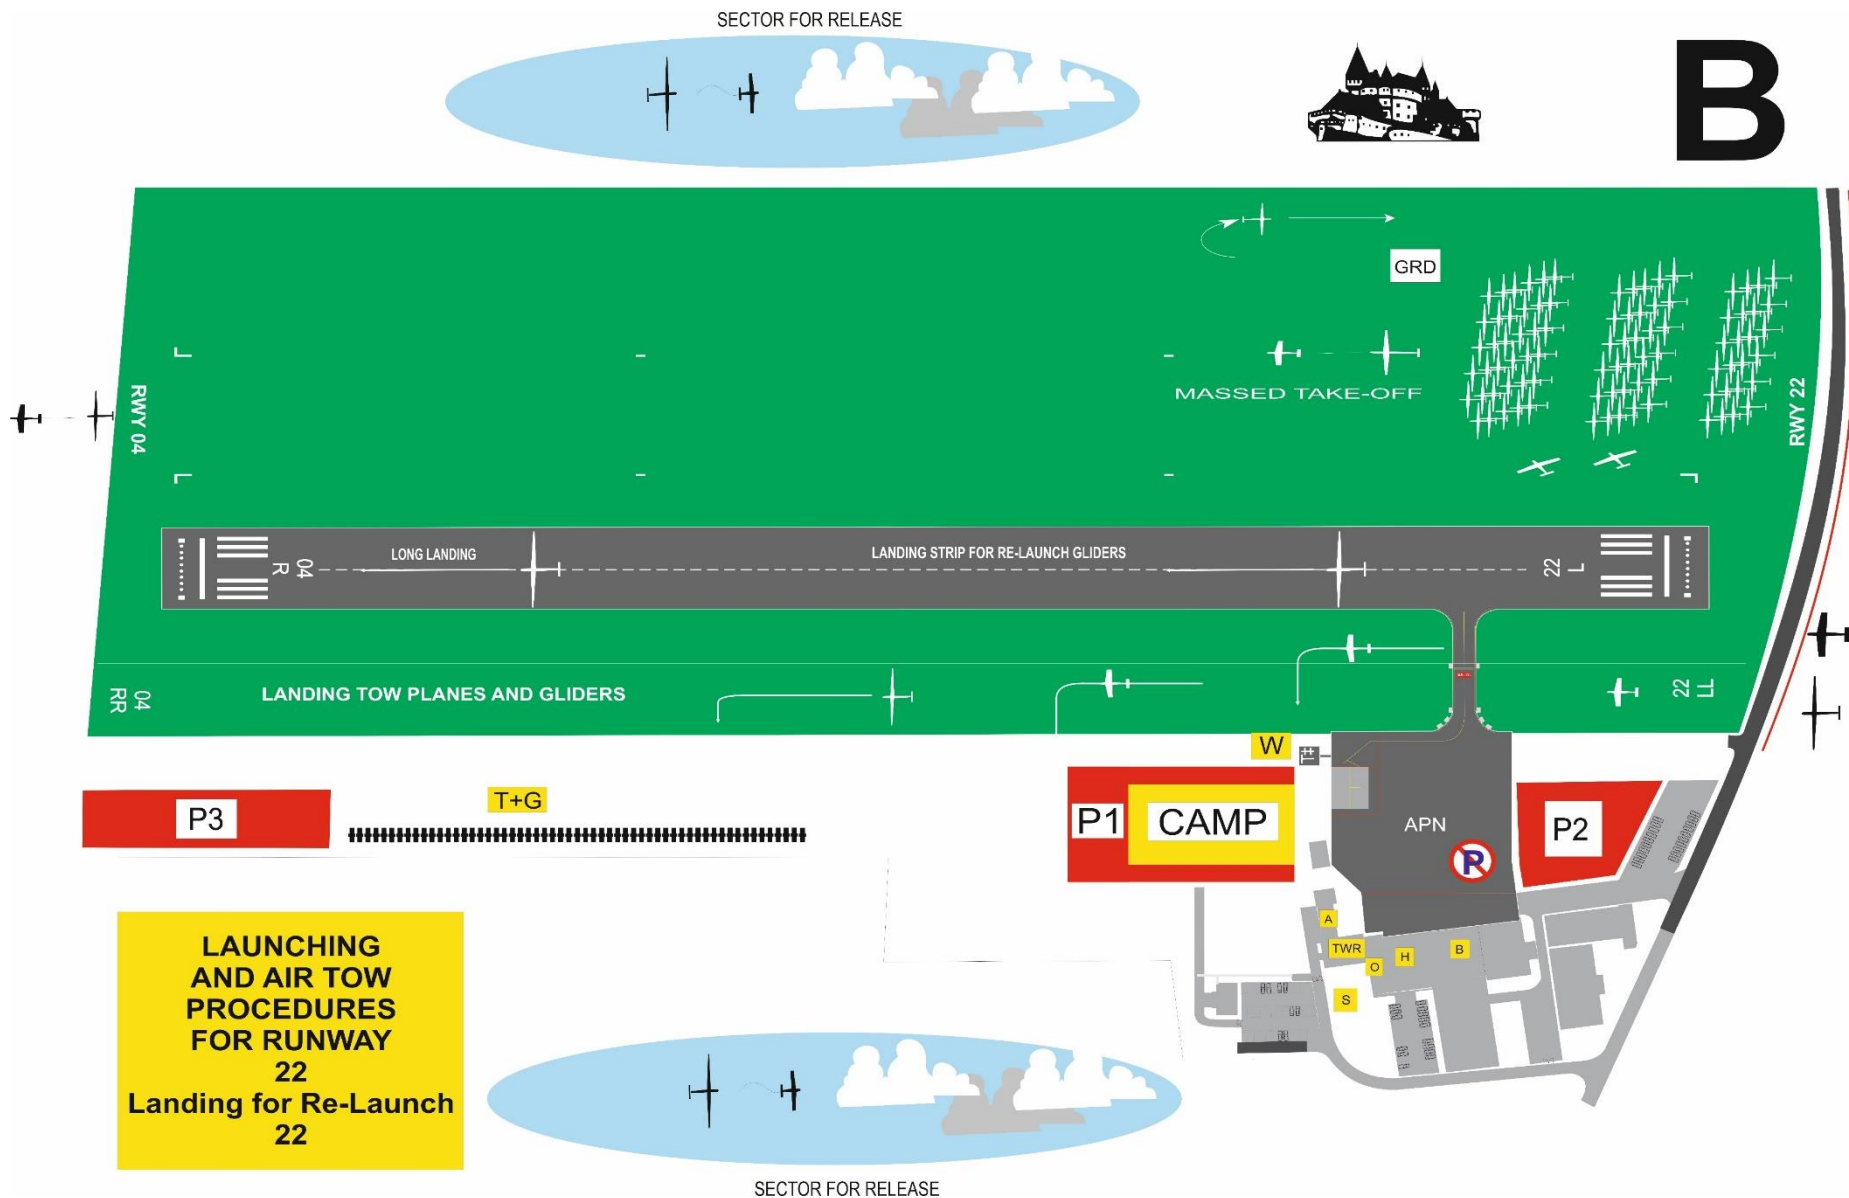 SECTOR FOR RELEASE
B
GRD
MASSED TAKE-OFF
RWY 04
RWY 22
LONG LANDING
LANDING STRIP FOR RE-LAUNCH GLIDERS
04
R
22
L
04
RR
LANDING TOW PLANES AND GLIDERS
22
LL
W
P3
T+G
P1
CAMP
APN
P
P2
A
TWR
O
H
B
S
LAUNCHING
AND AIR TOW
PROCEDURES
FOR RUNWAY
22
Landing for Re-Launch
22
SECTOR FOR RELEASE